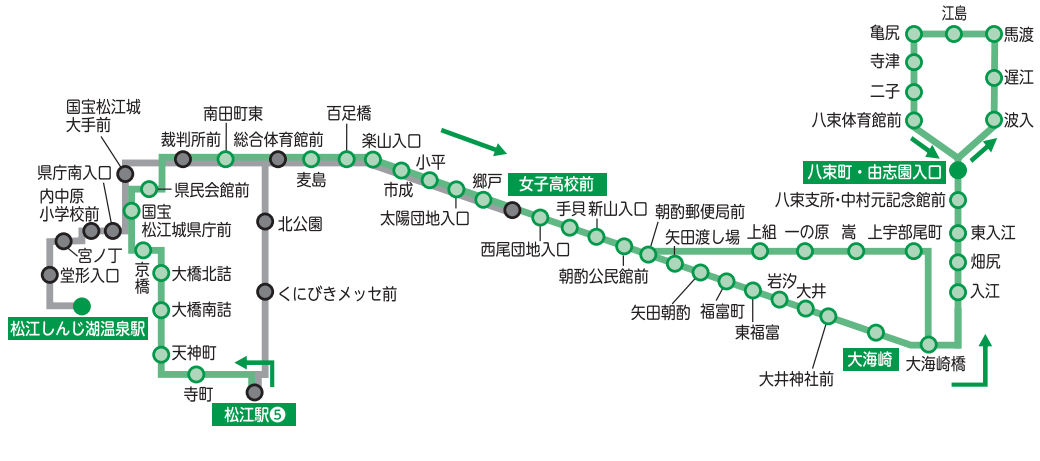 江島
亀尻
馬渡
寺津
遅江
二子
八束体育館前
波入
八束町・由志園入口
八束支所・中村元記念館前
東入江
畑尻
入江
国宝松江城
大手前
南田町東
裁判所前
総合体育館前
百足橋
楽山入口
小平
郷戸
女子高校前
手貝
新山入口
朝酌郵便局前
矢田渡し場
上組
一の原
嵩
上宇部尾町
県庁南入口
内中原
小学校前
県民会館前
麦島
市成
太陽団地入口
西尾団地入口
朝酌公民館前
国宝
松江城県庁前
北公園
宮ノ丁
堂形入口
京橋
大橋北詰
大橋南詰
天神町
寺町
くにびきメッセ前
松江しんじ湖温泉駅
松江駅5
矢田朝酌
福富町
東福富
岩汐
大井
大井神社前
大海崎
大海崎橋